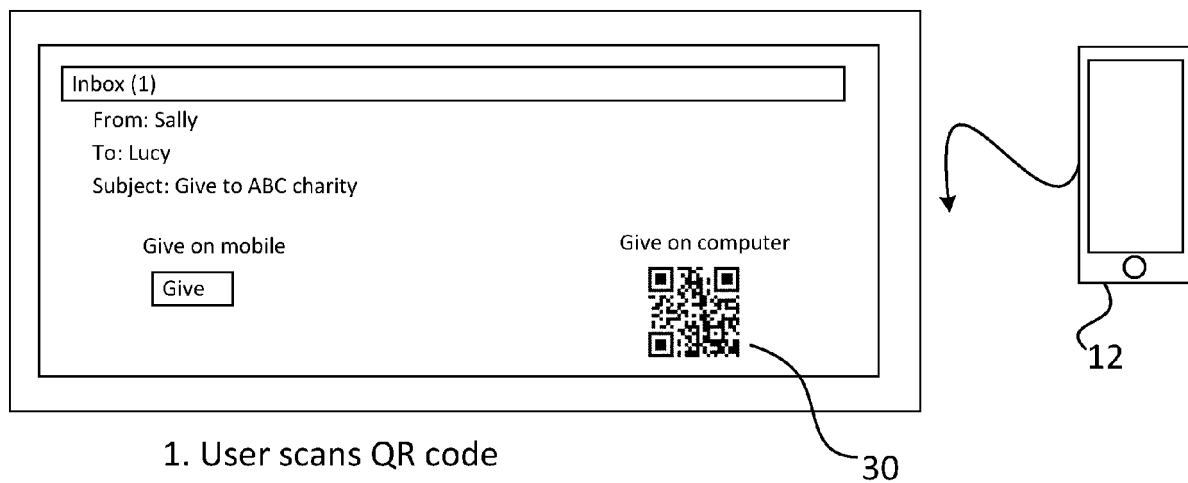 Inbox (1)
From: Sally
To: Lucy
Subject: Give to ABC charity
Give on mobile
Give on computer
Give
12
1. User scans QR code
30